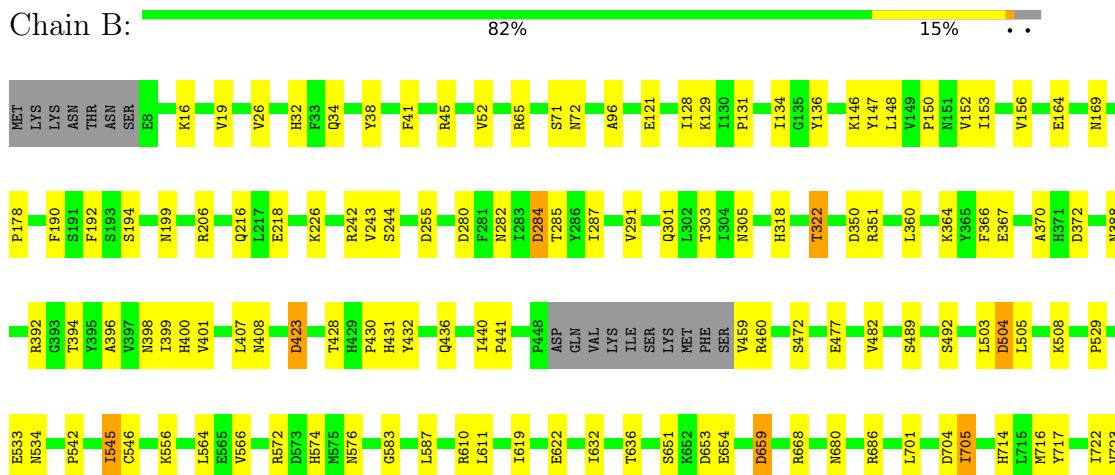 Chain B:
82% 15% • •
MET LYS LYS ASN THR ASN SER E8 K16 V19 V26 H32 F33 Q34 Y38 F41 R45 V52 R65 S71 N72 A96 E121 I128 K129 I130 P131 I134 G135 Y136 K146 Y147 L148 V149 P150 N151 V152 I153 V156 E164 N169
P178 F190 S191 F192 S193 S194 N199 R206 Q216 L217 E218 K226 R242 V243 S244 D255 D280 F281 N282 I283 D284 T285 Y286 I287 V291 Q301 L302 T303 I304 N305 H318 T322 D350 R351 L360 K364 Y365 F366 E367 A370 H371 D372 N388
R392 G393 T394 Y395 A396 V397 N398 I399 H400 V401 L407 N408 D423 T428 H429 P430 H431 Y432 Q436 I440 P441 P448 ASP GLN VAL LYS ILE SER LYS MET PHE SER V459 R460 S472 E477 V482 S489 S492 L503 D504 L505 K508 P529
E533 N534 P542 I545 C546 K556 L564 E565 V566 R572 D573 H574 M575 N576 G583 L587 R610 L611 I619 E622 I632 T636 S651 K652 D653 E654 D659 R668 N680 R686 L701 D704 I705 H714 L715 M716 Y717 I722